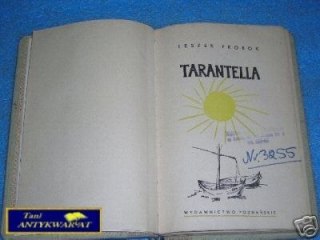 LESZEK PROROK
TARANTELLA
Nr. 3255
WYDAWNICTWO POZNAŃSKIE
Tani
ANTYKWARIAT